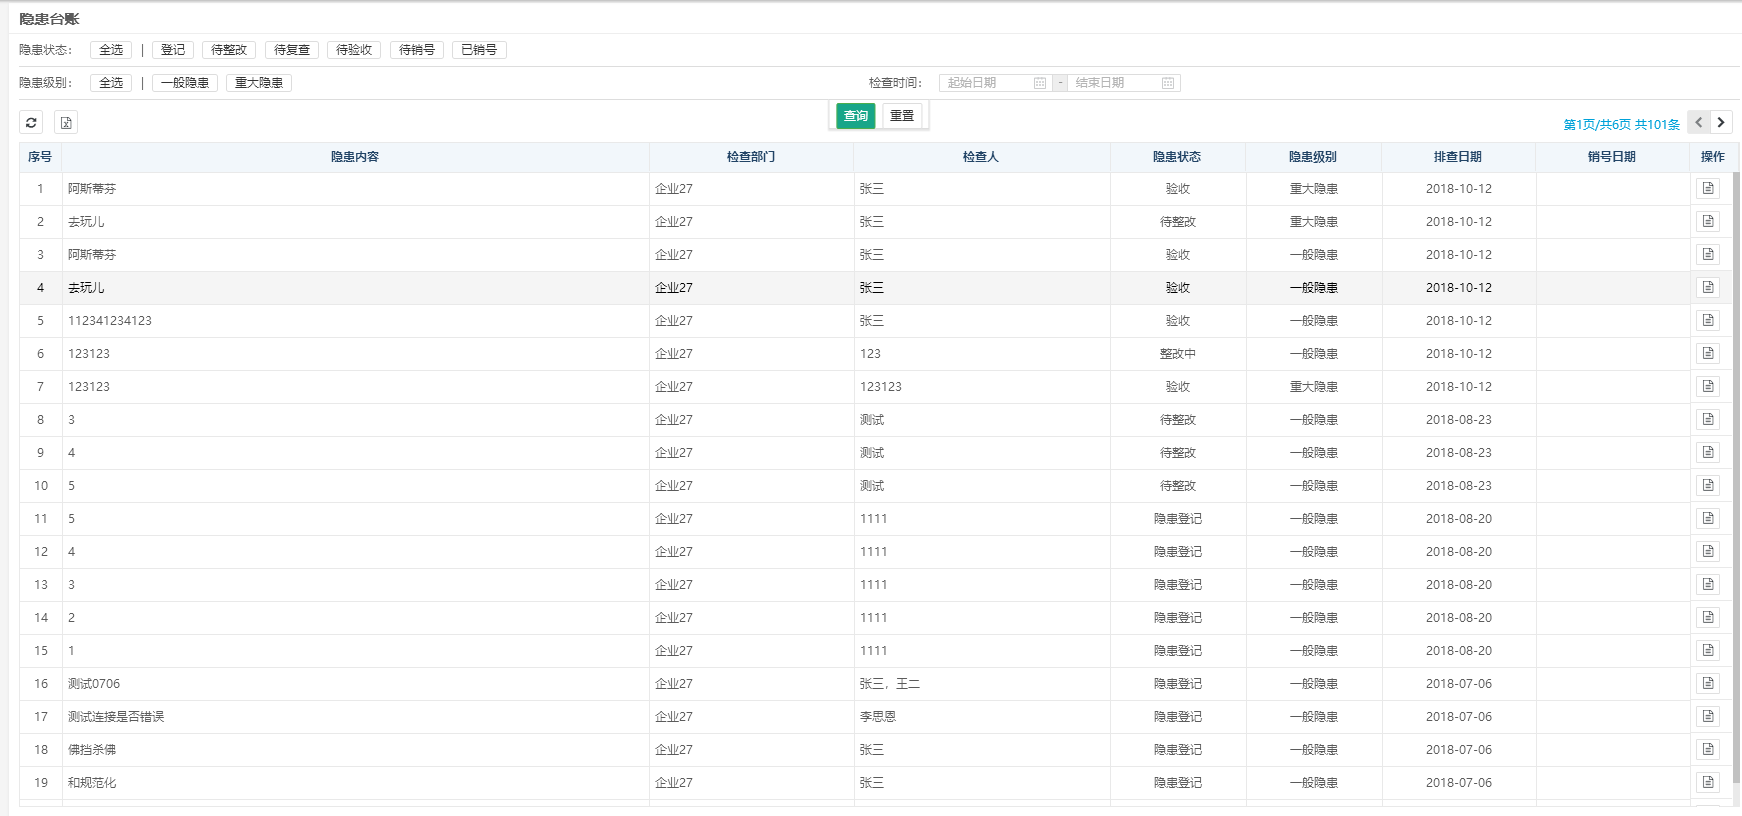 隐患台账
隐患状态： 全选 | 登记 待整改 待复查 待验收 待销号 已销号
隐患级别： 全选 | 一般隐患 重大隐患 检查时间： 起始日期 - 结束日期
查询 重置
第1页/共6页 共101条
序号 隐患内容 检查部门 检查人 隐患状态 隐患级别 排查日期 销号日期 操作
1 阿斯蒂芬 企业27 张三 验收 重大隐患 2018-10-12
2 去玩儿 企业27 张三 待整改 重大隐患 2018-10-12
3 阿斯蒂芬 企业27 张三 验收 一般隐患 2018-10-12
4 去玩儿 企业27 张三 验收 一般隐患 2018-10-12
5 112341234123 企业27 张三 验收 一般隐患 2018-10-12
6 123123 企业27 123 整改中 一般隐患 2018-10-12
7 123123 企业27 123123 验收 重大隐患 2018-10-12
8 3 企业27 测试 待整改 一般隐患 2018-08-23
9 4 企业27 测试 待整改 一般隐患 2018-08-23
10 5 企业27 测试 待整改 一般隐患 2018-08-23
11 5 企业27 1111 隐患登记 一般隐患 2018-08-20
12 4 企业27 1111 隐患登记 一般隐患 2018-08-20
13 3 企业27 1111 隐患登记 一般隐患 2018-08-20
14 2 企业27 1111 隐患登记 一般隐患 2018-08-20
15 1 企业27 1111 隐患登记 一般隐患 2018-08-20
16 测试0706 企业27 张三，王二 隐患登记 一般隐患 2018-07-06
17 测试连接是否错误 企业27 李思恩 隐患登记 一般隐患 2018-07-06
18 佛挡杀佛 企业27 张三 隐患登记 一般隐患 2018-07-06
19 和规范化 企业27 张三 隐患登记 一般隐患 2018-07-06